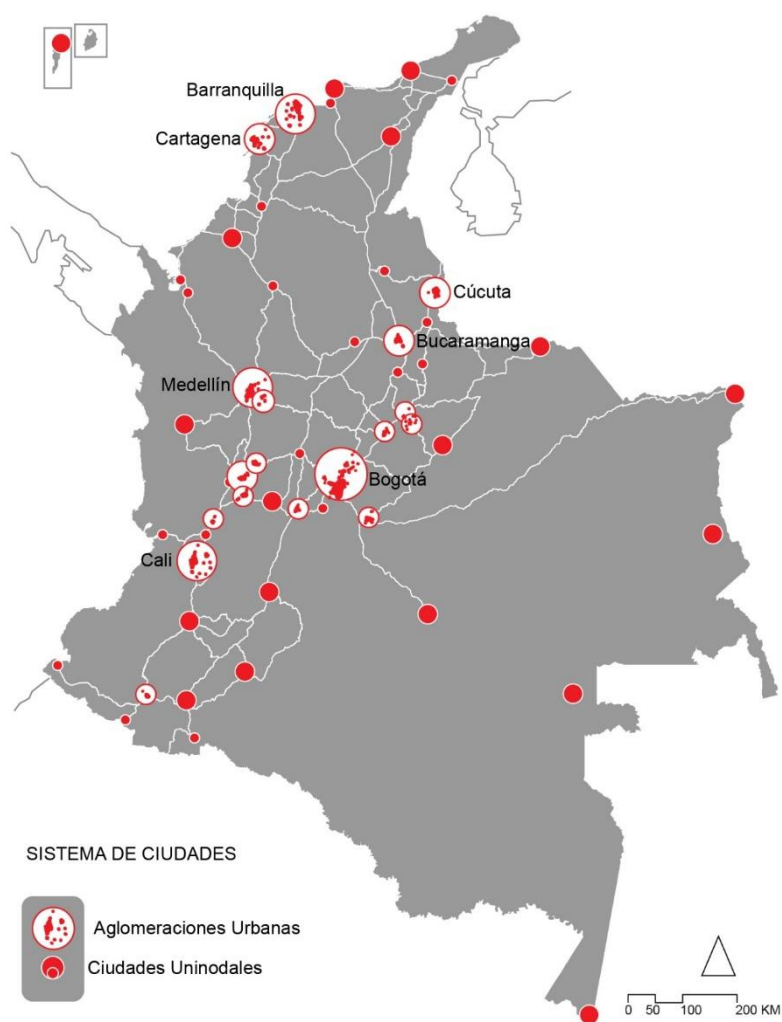 Barranquilla
Cartagena
Cúcuta
Bucaramanga
Medellín
Bogotá
Cali
SISTEMA DE CIUDADES
Aglomeraciones Urbanas
Ciudades Uninodales
0 50 100 200 KM